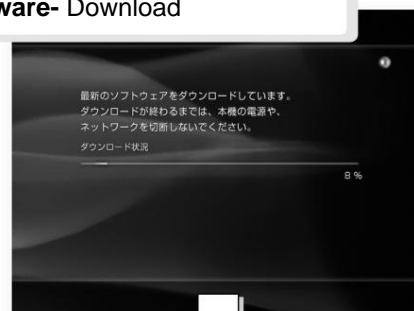 ware- Download
最新のソフトウェアをダウンロードしています。
ダウンロードが終わるまでは、本機の電源や、
ネットワークを切断しないでください。
ダウンロード状況
8 %